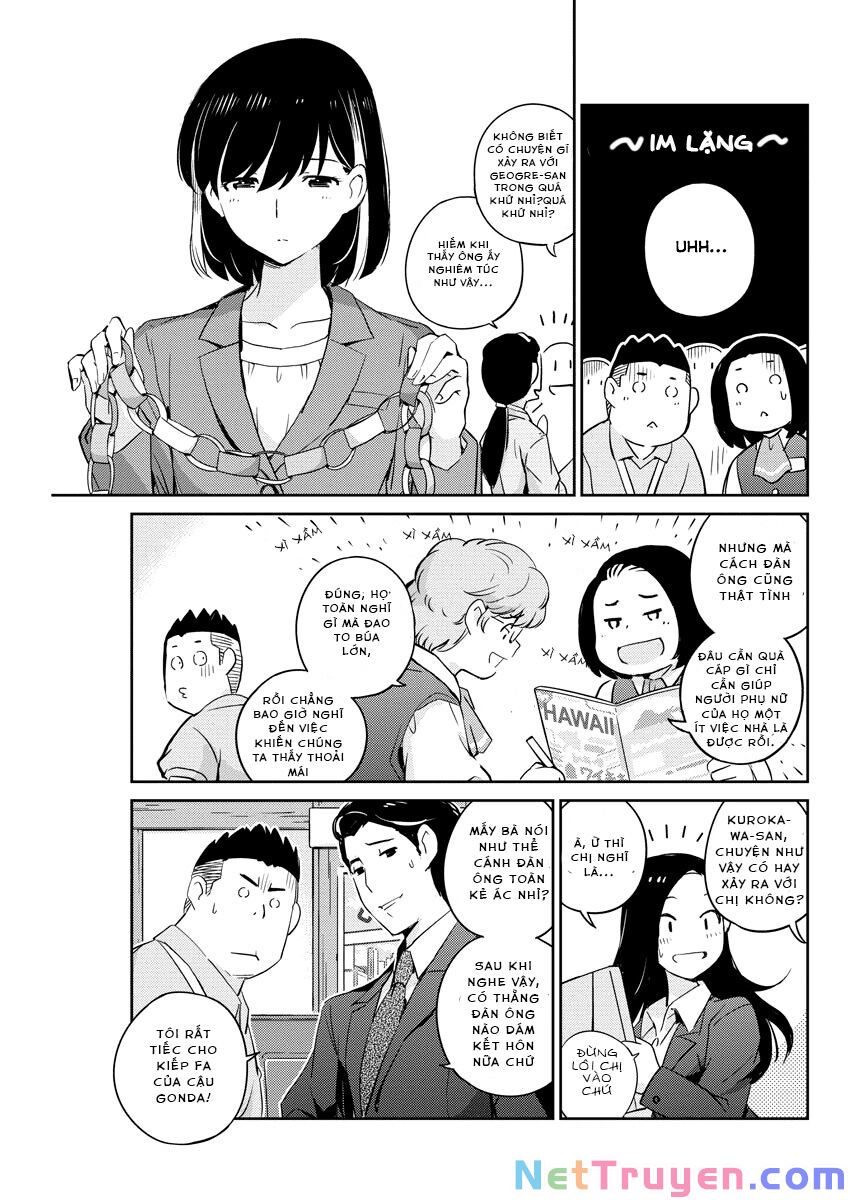 ~IM LẶNG~
UHH...
KHÔNG BIẾT
CÓ CHUYỆN GÌ
XẢY RA VỚI
GEOGRE-SAN
TRONG QUÁ
KHỨ NHỈ?QUÁ
KHỨ NHỈ?
HIẾM KHI
THẤY ÔNG ẤY
NGHIÊM TÚC
NHƯ VẬY...
NHƯNG MÀ
CÁCH ĐÀN
ÔNG CŨNG
THẬT TÌNH
ĐÂU CẦN QUÀ
CÁP GÌ CHỈ
CẦN GIÚP
NGƯỜI PHỤ NỮ
CỦA HỌ MỘT
ÍT VIỆC NHÀ LÀ
ĐƯỢC RỒI.
XÌ XẦM
XÌ XẦM
XÌ XẦM
XÌ XẦM
HAWAII
ĐÚNG, HỌ
TOÀN NGHĨ
GÌ MÀ ĐAO
TO BÚA
LỚN,
RỒI CHẲNG
BAO GIỜ NGHĨ
ĐẾN VIỆC
KHIẾN CHÚNG
TA THẤY THOẢI
MÁI
KUROKA-
WA-SAN,
CHUYỆN NHƯ
VẬY CÓ HAY
XẢY RA VỚI
CHỊ KHÔNG?
À, Ừ THÌ
CHỊ NGHĨ
LÀ...
ĐỪNG
LÔI CHỊ
VÀO
CHỨ
MẤY BÀ NÓI
NHƯ THỂ
CÁNH ĐÀN
ÔNG TOÀN
KẺ ÁC NHỈ?
SAU KHI
NGHE VẬY,
CÓ THẰNG
ĐÀN ÔNG
NÀO DÁM
KẾT HÔN
NỮA CHỨ
TÔI RẤT
TIẾC CHO
KIẾP FA
CỦA CẬU
GONDA!
NETTRUYEN.COM